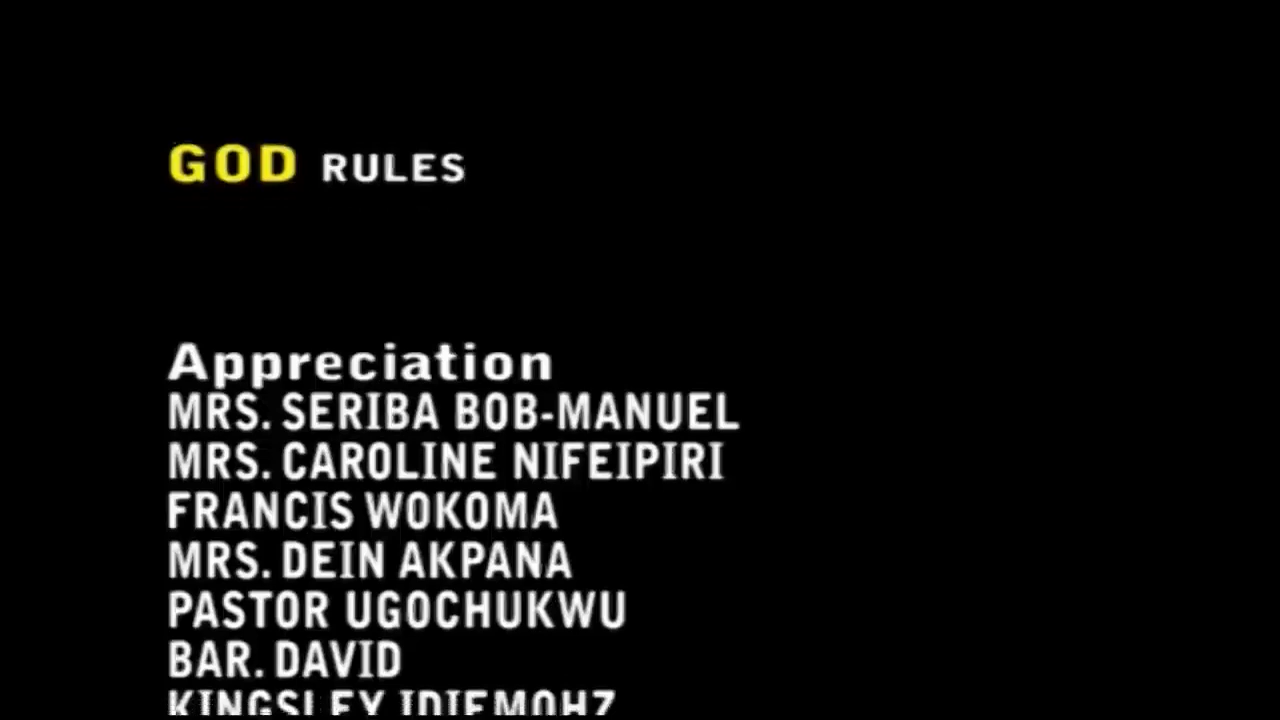 GOD RULES
Appreciation
MRS. SERIBA BOB-MANUEL
MRS. CAROLINE NIFEIPIRI
FRANCIS WOKOMA
MRS. DEIN AKPANA
PASTOR UGOCHUKWU
BAR. DAVID
KINGSLEY